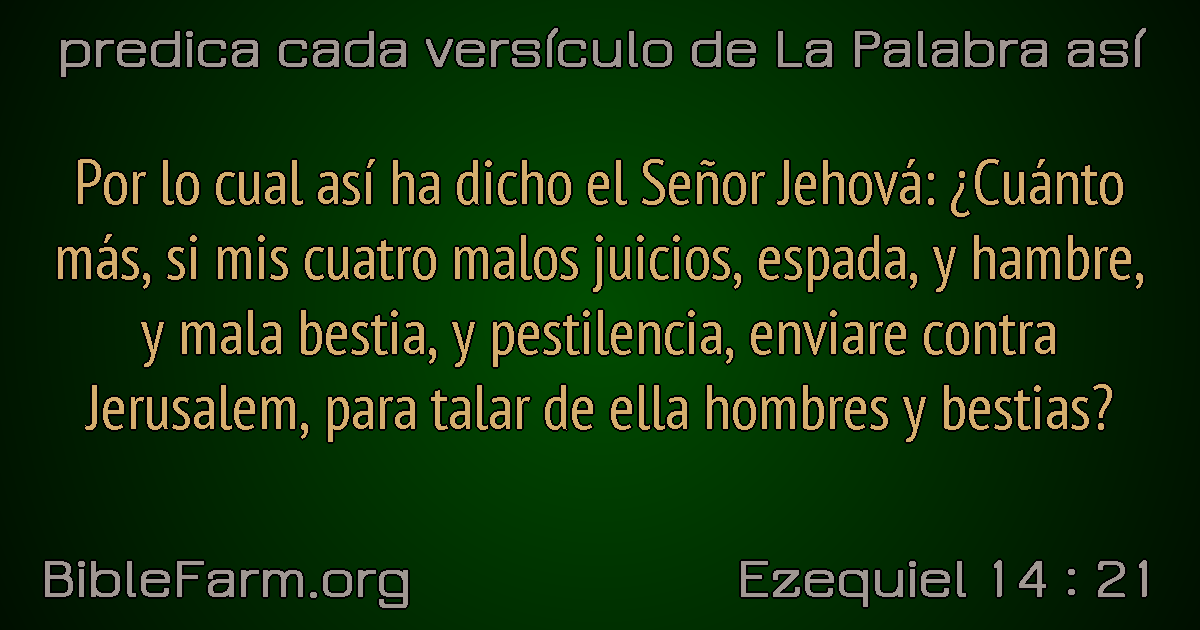 predica cada versículo de La Palabra así
Por lo cual así ha dicho el Señor Jehová: ¿Cuánto
más, si mis cuatro malos juicios, espada, y hambre,
y mala bestia, y pestilencia, enviare contra
Jerusalem, para talar de ella hombres y bestias?
BibleFarm.org
Ezequiel 14 : 21